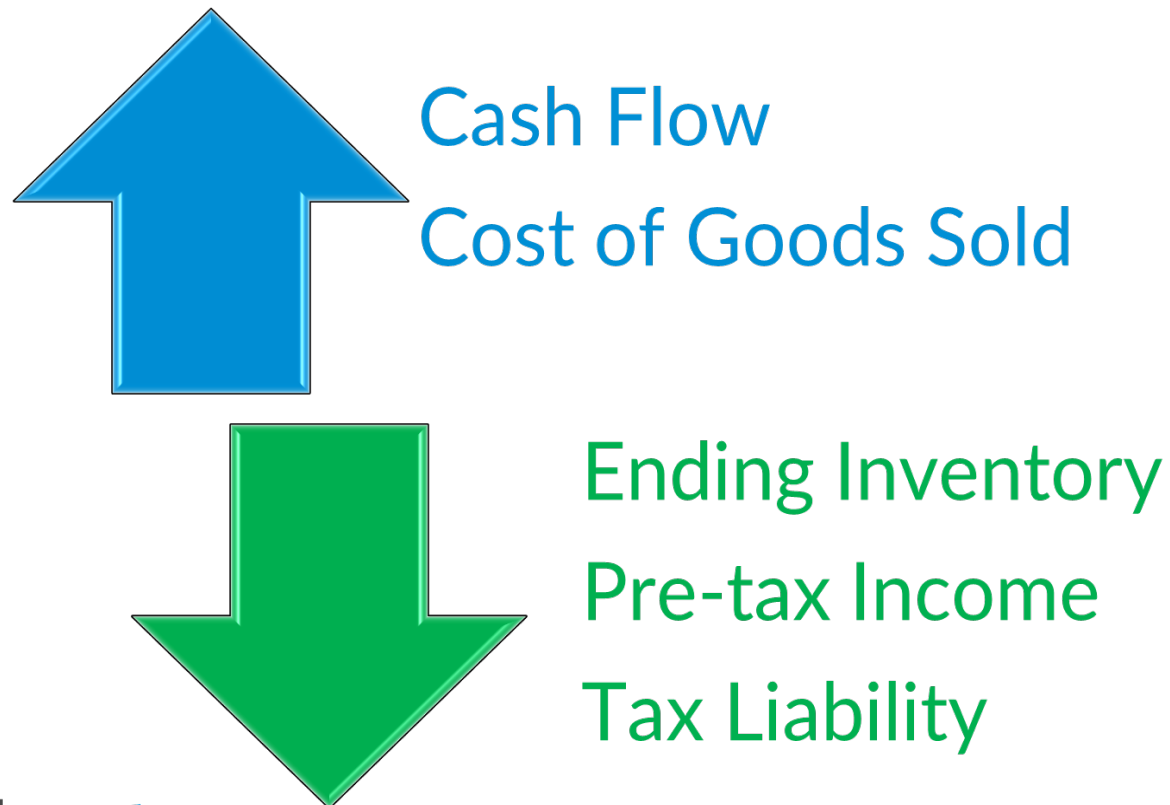 Cash Flow
Cost of Goods Sold
Ending Inventory
Pre-tax Income
Tax Liability